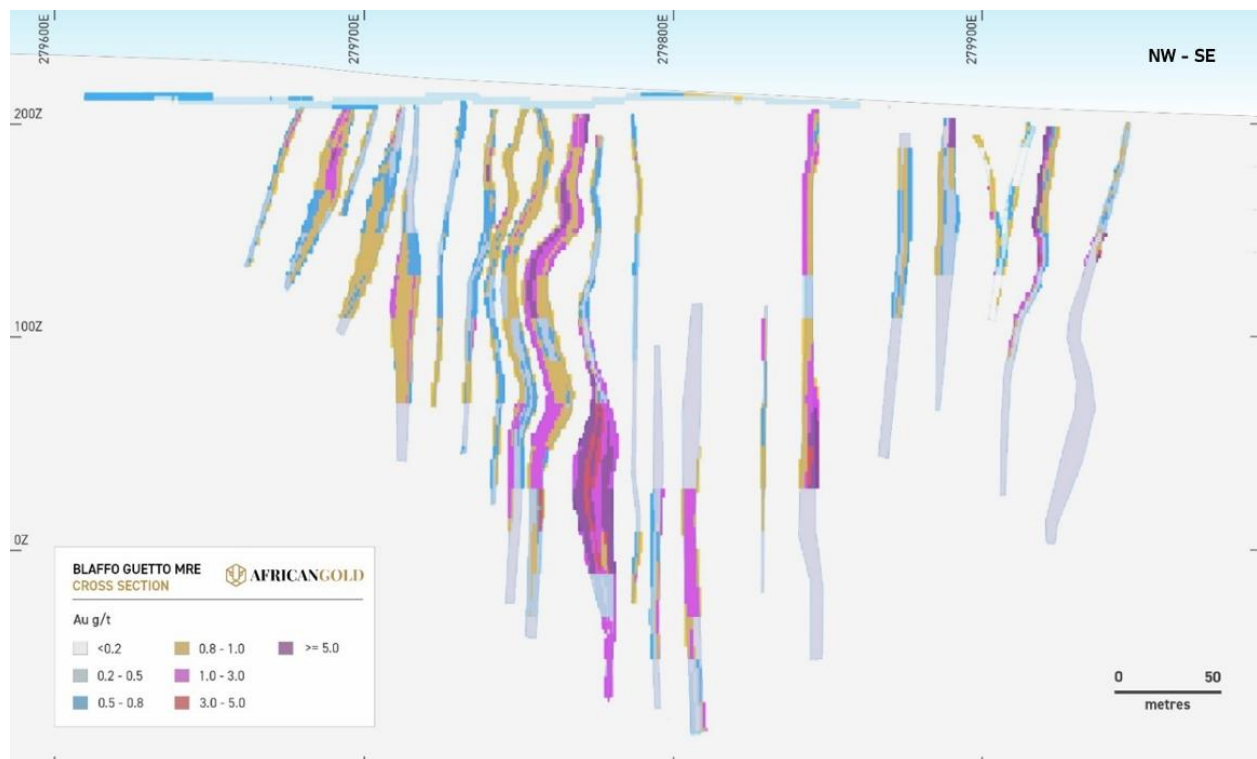 279600E
279700E
279800E
279900E
NW - SE
200Z
100Z
0Z
BLAFFO GUETTO MRE
CROSS SECTION
AFRICANGOLD
Au g/t
<0.2
0.8 - 1.0
>= 5.0
0.2 - 0.5
1.0 - 3.0
0.5 - 0.8
3.0 - 5.0
0 50
metres